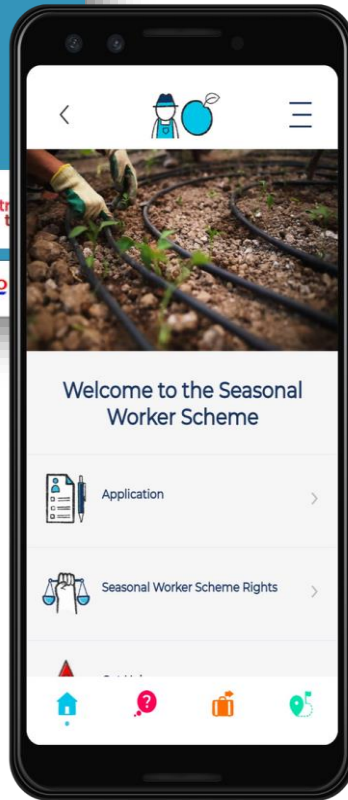 Welcome to the Seasonal
Worker Scheme
Application
Seasonal Worker Scheme Rights
?